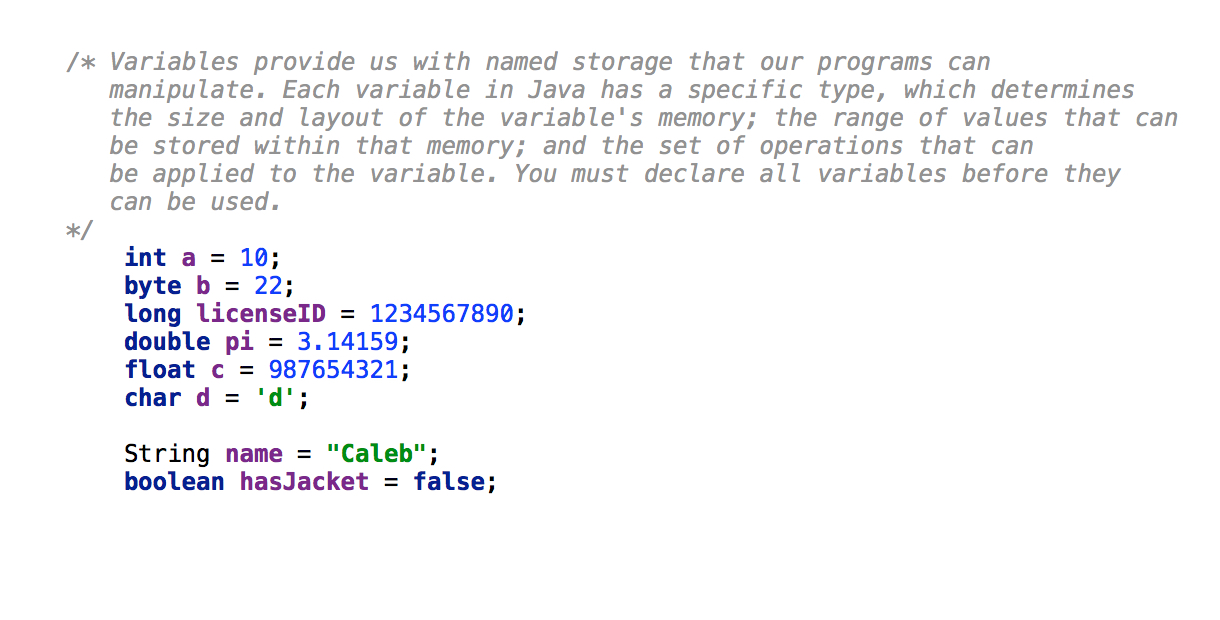 /* Variables provide us with named storage that our programs can
manipulate. Each variable in Java has a specific type, which determines
the size and layout of the variable's memory; the range of values that can
be stored within that memory; and the set of operations that can
be applied to the variable. You must declare all variables before they
can be used.
*/
int a = 10;
byte b = 22;
long licenseID = 1234567890;
double pi = 3.14159;
float c = 987654321;
char d = 'd';
String name = "Caleb";
boolean hasJacket = false;